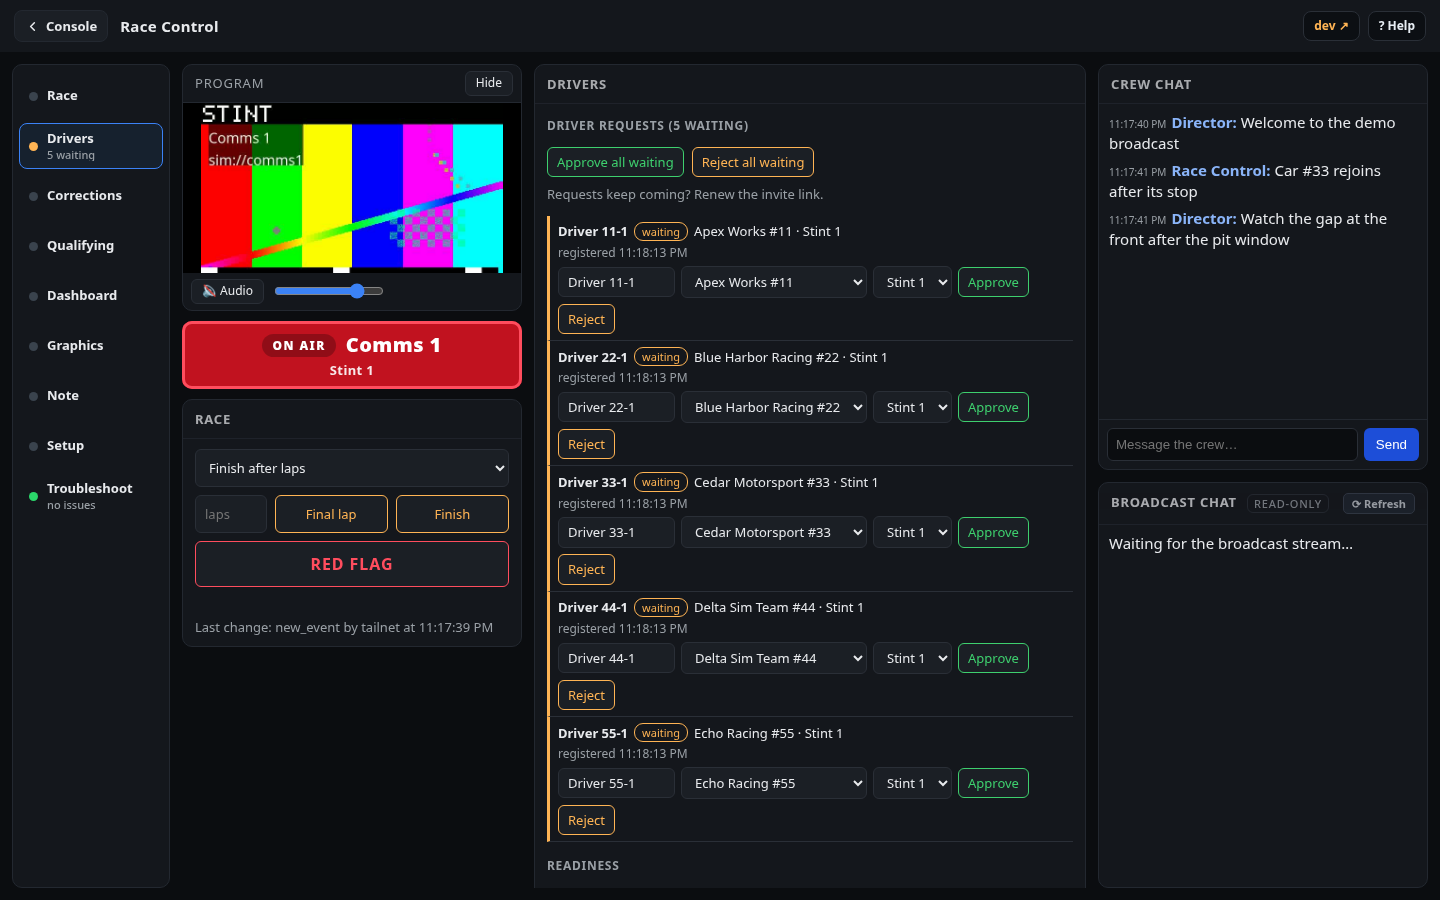 Console
Race Control
dev ↗
? Help
Race
Drivers
5 waiting
Corrections
Qualifying
Dashboard
Graphics
Note
Setup
Troubleshoot
no issues
PROGRAM
Hide
STINT
Comms 1
sim://comms1
Audio
ON AIR Comms 1
Stint 1
RACE
Finish after laps
laps
Final lap
Finish
RED FLAG
Last change: new_event by tailnet at 11:17:39 PM
DRIVERS
DRIVER REQUESTS (5 WAITING)
Approve all waiting
Reject all waiting
Requests keep coming? Renew the invite link.
Driver 11-1 waiting Apex Works #11 · Stint 1
registered 11:18:13 PM
Driver 11-1 Apex Works #11 Stint 1 Approve
Reject
Driver 22-1 waiting Blue Harbor Racing #22 · Stint 1
registered 11:18:13 PM
Driver 22-1 Blue Harbor Racing #22 Stint 1 Approve
Reject
Driver 33-1 waiting Cedar Motorsport #33 · Stint 1
registered 11:18:13 PM
Driver 33-1 Cedar Motorsport #33 Stint 1 Approve
Reject
Driver 44-1 waiting Delta Sim Team #44 · Stint 1
registered 11:18:13 PM
Driver 44-1 Delta Sim Team #44 Stint 1 Approve
Reject
Driver 55-1 waiting Echo Racing #55 · Stint 1
registered 11:18:13 PM
Driver 55-1 Echo Racing #55 Stint 1 Approve
Reject
READINESS
CREW CHAT
11:17:40 PM Director: Welcome to the demo
broadcast
11:17:41 PM Race Control: Car #33 rejoins
after its stop
11:17:41 PM Director: Watch the gap at the
front after the pit window
Message the crew…
Send
BROADCAST CHAT READ-ONLY ⟳ Refresh
Waiting for the broadcast stream…